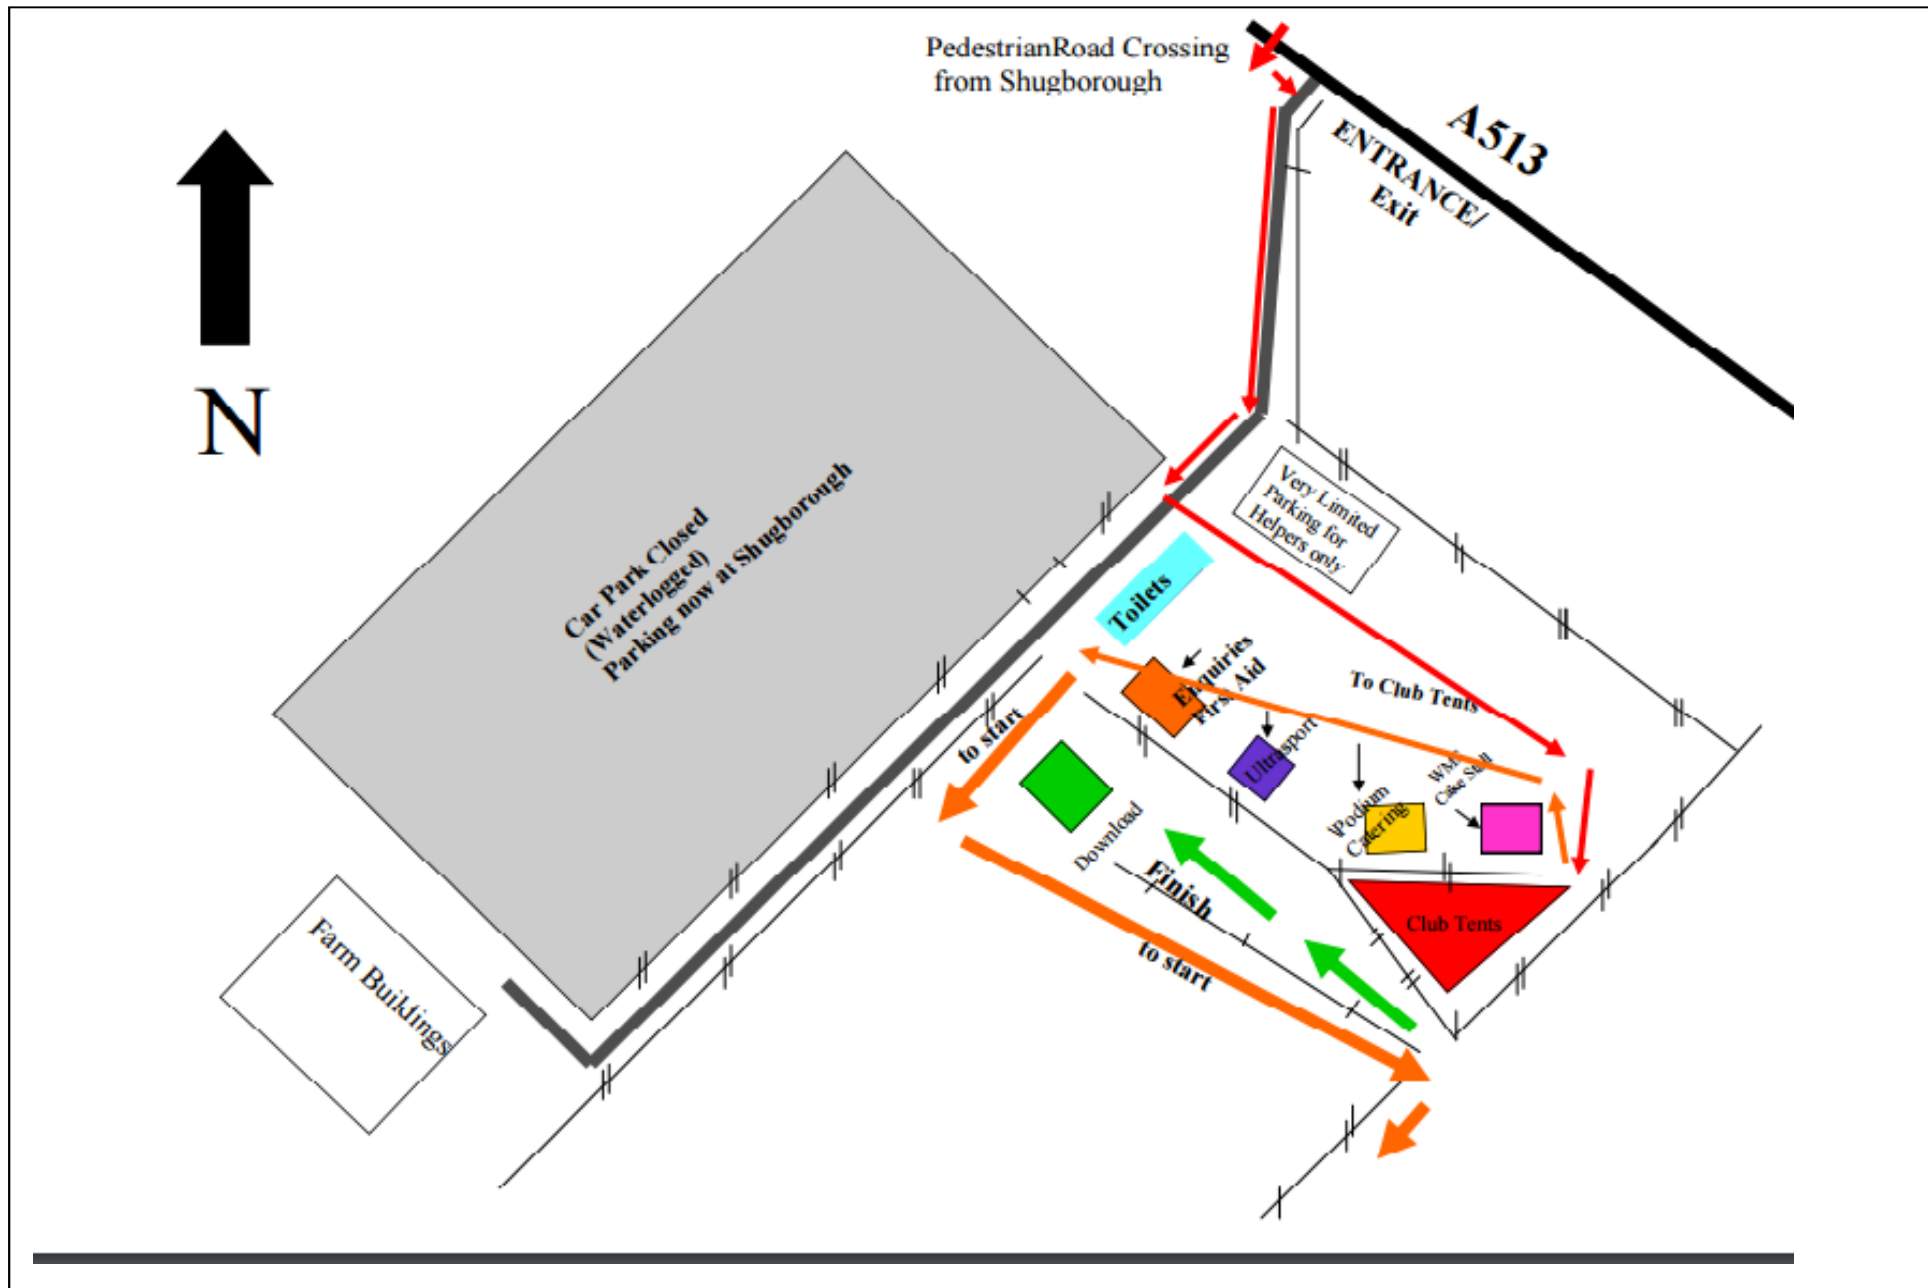 PedestrianRoad Crossing
from Shugborough
A513
ENTRANCE/
Exit
N
Car Park Closed
(Waterlogged)
Parking now at Shugborough
Very Limited
Parking for
Helpers only
Toilets
Enquiries
First Aid
To Club Tents
to start
Ultrasport
\Podium
Catering
Cake Stall
Download
Finish
Club Tents
to start
Farm Buildings